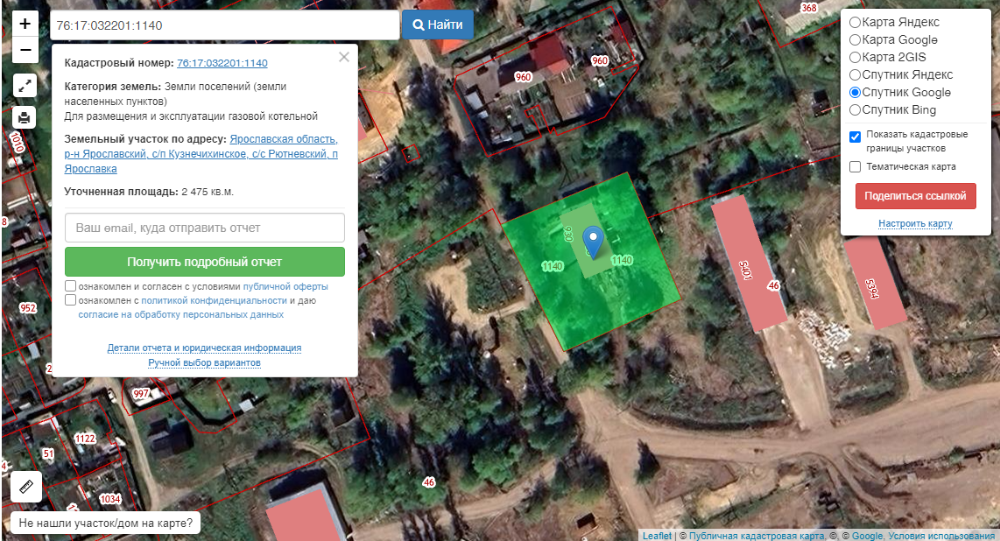 +
76:17:032201:1140
Найти
−
Кадастровый номер: 76:17:032201:1140
Категория земель: Земли поселений (земли
населенных пунктов)
Для размещения и эксплуатации газовой котельной
Земельный участок по адресу: Ярославская область,
р-н Ярославский, с/п Кузнечихинское, с/с Рютневский, п
Ярославка
Уточненная площадь: 2 475 кв.м.
Ваш email, куда отправить отчет
Получить подробный отчет
ознакомлен и согласен с условиями публичной оферты
ознакомлен с политикой конфиденциальности и даю
согласие на обработку персональных данных
Детали отчета и юридическая информация
Ручной выбор вариантов
Карта Яндекс
Карта Google
Карта 2GIS
Спутник Яндекс
Спутник Google
Спутник Bing
Показать кадастровые
границы участков
Тематическая карта
Поделиться ссылкой
Настроить карту
368
960
960
1010
8
930
1140
1140
5401
46
5394
952
2
997
1122
51
4
1034
46
Не нашли участок/дом на карте?
Leaflet | © Публичная кадастровая карта, ©, © Google, Условия использования